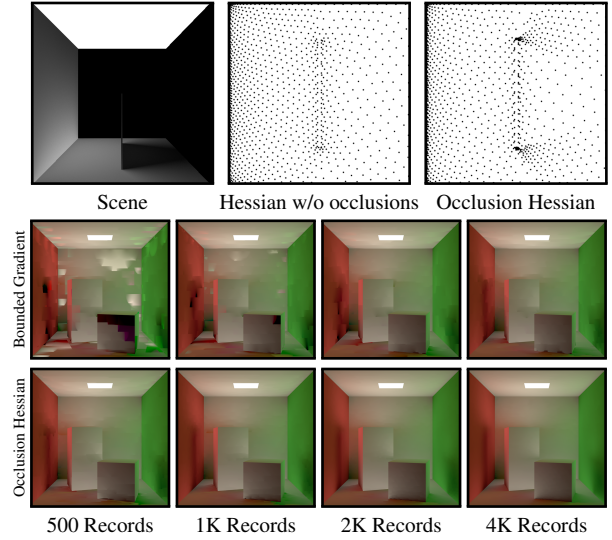 Scene Hessian w/o occlusions Occlusion Hessian
Bounded Gradient
Occlusion Hessian
500 Records 1K Records 2K Records 4K Records